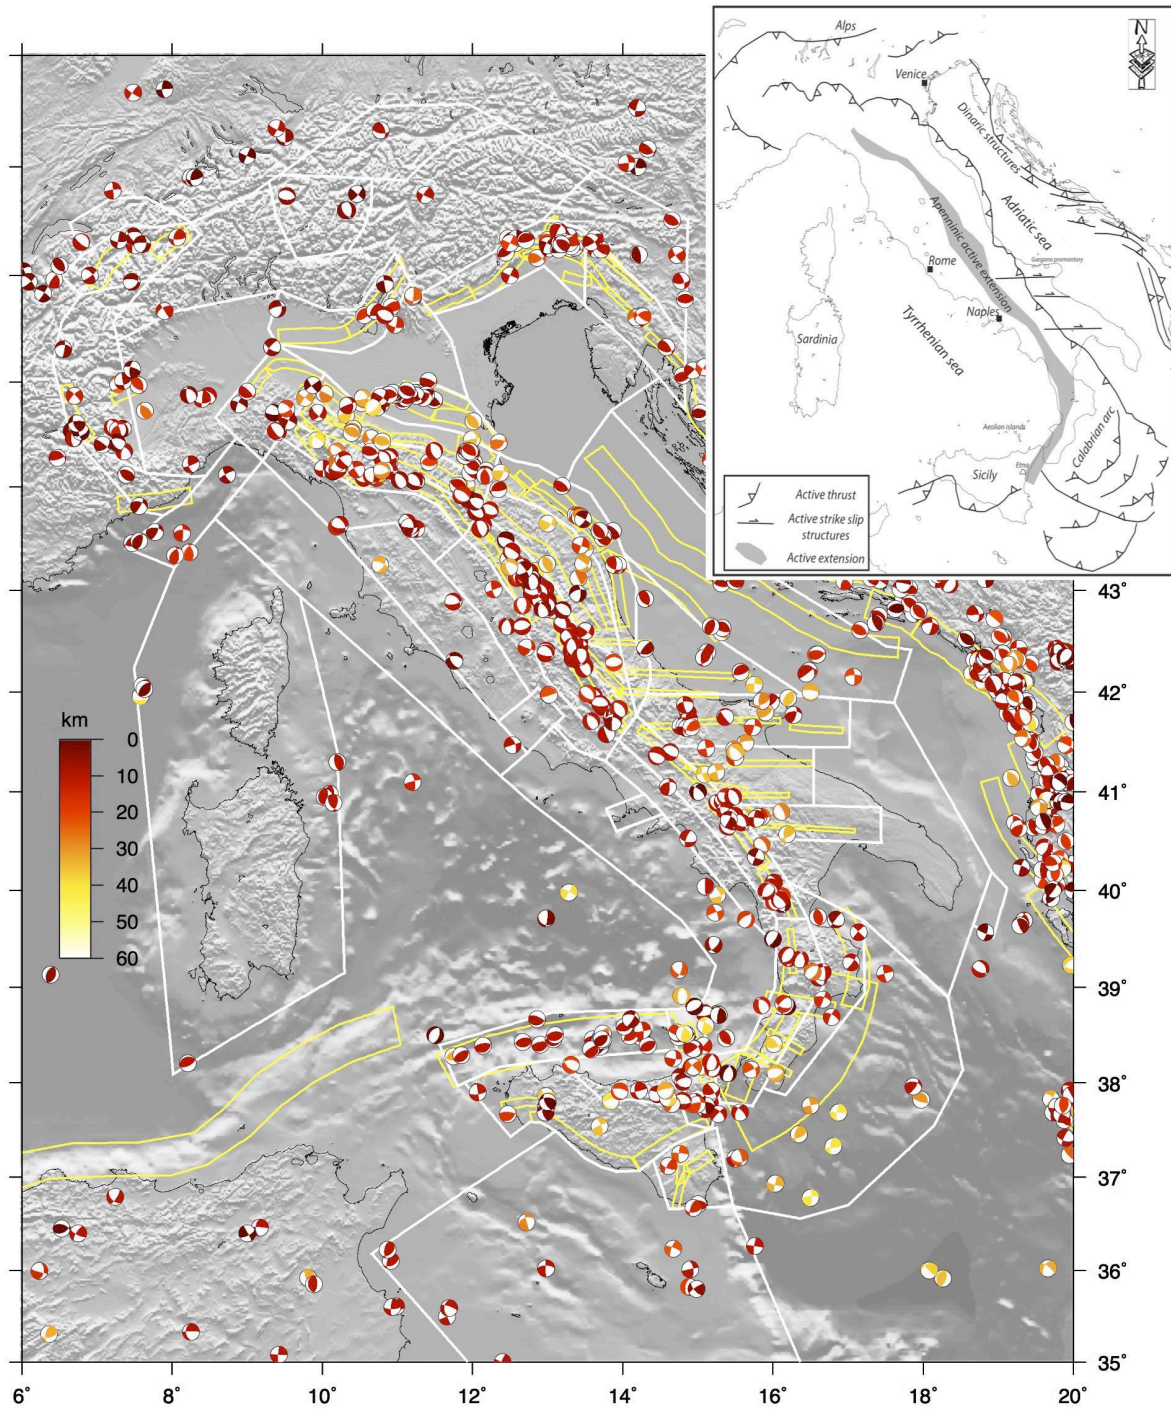 Alps
N
Venice
Dinaric structures
Adriatic sea
Apenninic active extension
Gargano promontory
Rome
Naples
Tyrrhenian sea
Sardinia
Aeolian islands
Calabrian arc
Sicily
Etna
Active thrust
Active strike slip
structures
Active extension
km
0
10
20
30
40
50
60
43°
42°
41°
40°
39°
38°
37°
36°
35°
6°
8°
10°
12°
14°
16°
18°
20°